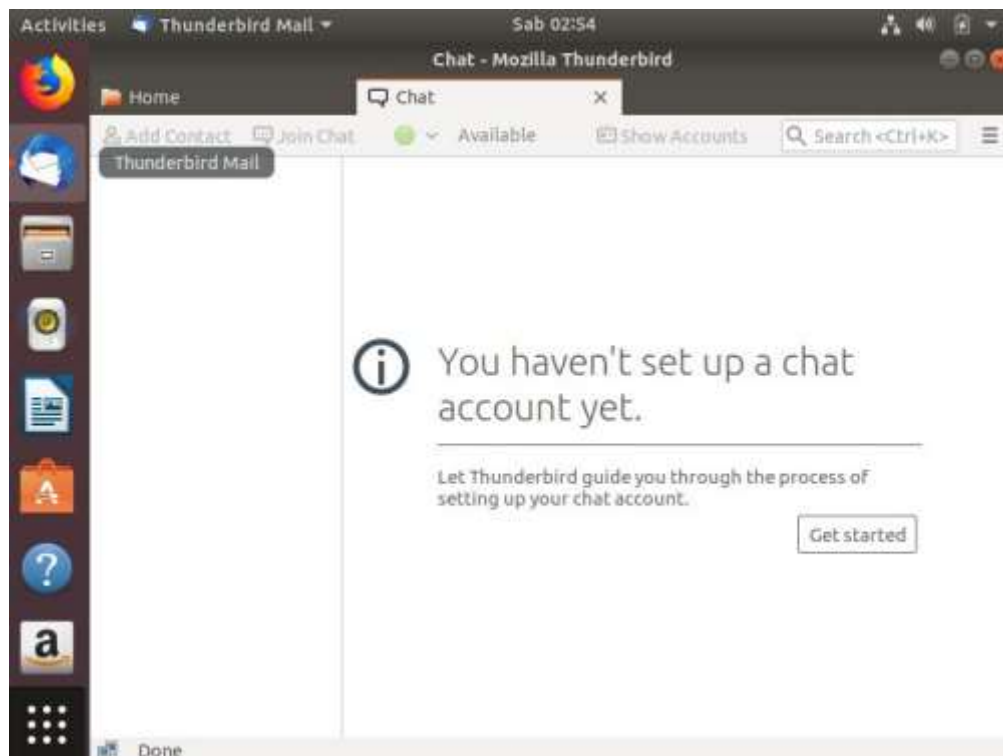 Activities Thunderbird Mail Sab 02:54
Chat - Mozilla Thunderbird
Home Chat
Add Contact Join Chat Available Show Accounts Search <Ctrl+K>
Thunderbird Mail
You haven't set up a chat
account yet.
Let Thunderbird guide you through the process of
setting up your chat account.
Get started
a
Done